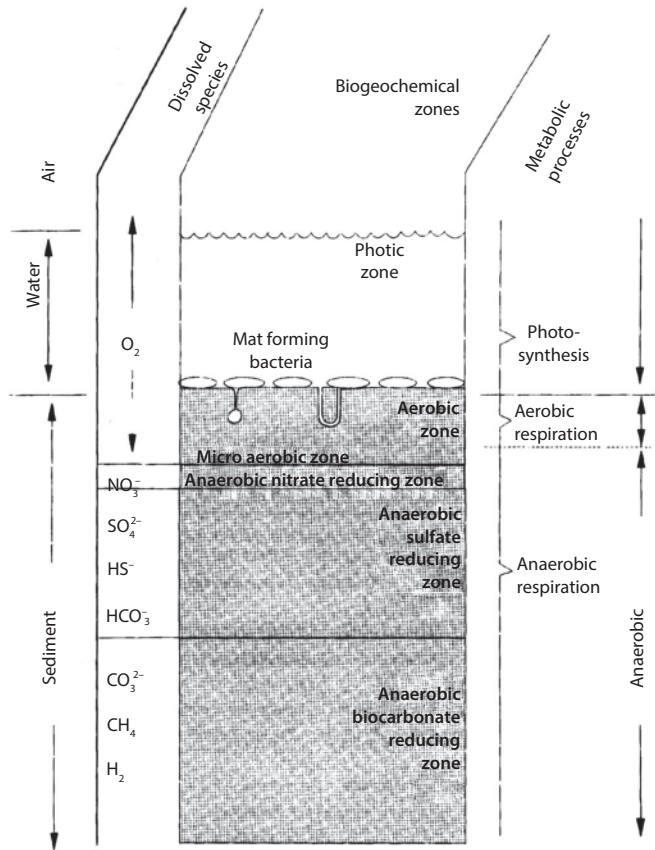 Dissolved
species
Biogeochemical
zones
Metabolic
processes
Air
Water
Photic
zone
O₂
Mat forming
bacteria
Photo-
synthesis
Aerobic
zone
Aerobic
respiration
Micro aerobic zone
NO₃⁻
Anaerobic nitrate reducing zone
Sediment
SO₄²⁻
HS⁻
HCO₃⁻
Anaerobic
sulfate
reducing
zone
Anaerobic
respiration
Anaerobic
CO₃²⁻
CH₄
H₂
Anaerobic
biocarbonate
reducing
zone